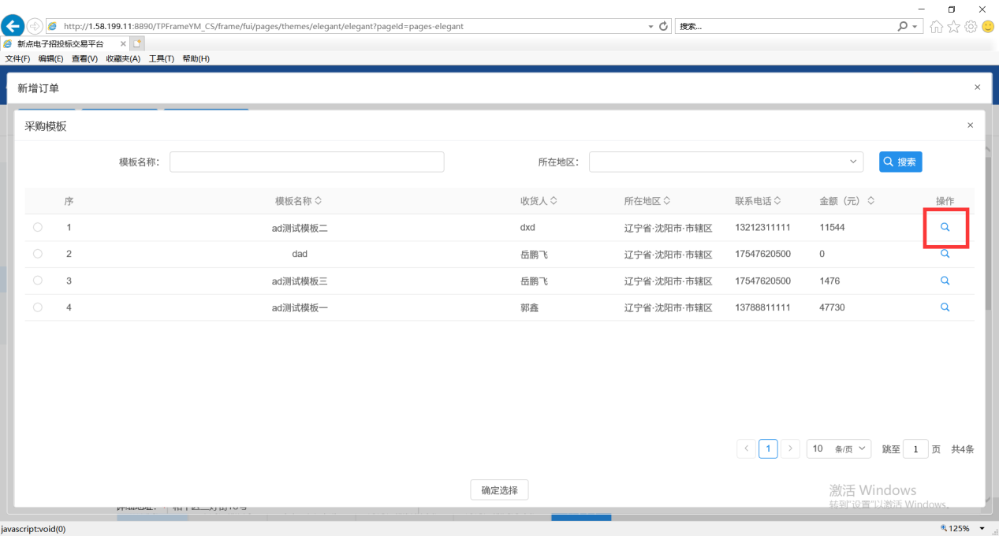 http://1.58.199.11:8890/TPFrameYM_CS/frame/fui/pages/themes/elegant/elegant?pageId=pages-elegant
搜索...
新点电子招投标交易平台
文件(F) 编辑(E) 查看(V) 收藏夹(A) 工具(T) 帮助(H)
新增订单
采购模板
模板名称： 所在地区： 搜索
序 模板名称 收货人 所在地区 联系电话 金额（元） 操作
1 ad测试模板二 dxd 辽宁省·沈阳市·市辖区 13212311111 11544
2 dad 岳鹏飞 辽宁省·沈阳市·市辖区 17547620500 0
3 ad测试模板三 岳鹏飞 辽宁省·沈阳市·市辖区 17547620500 1476
4 ad测试模板一 郭鑫 辽宁省·沈阳市·市辖区 13788811111 47730
1 10 条/页 跳至 1 页 共4条
确定选择
激活 Windows
转到"设置"以激活 Windows。
javascript:void(0)
125%